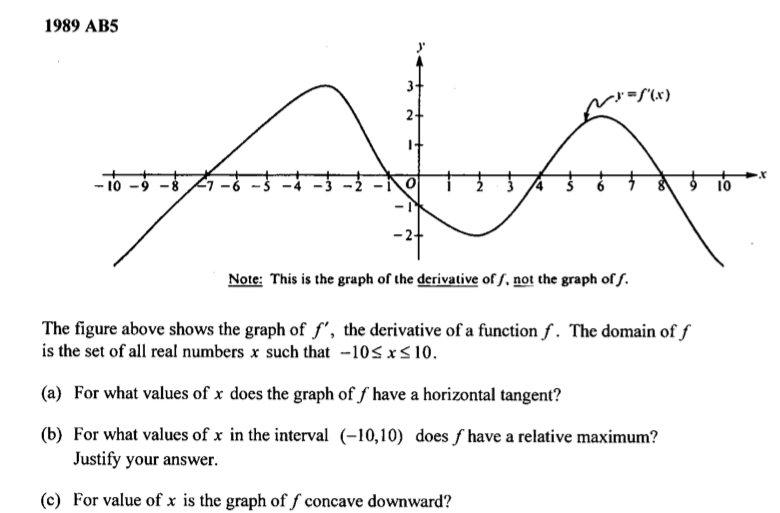 1989 AB5
y
3
2
1
y = f'(x)
-10 -9 -8 -7 -6 -5 -4 -3 -2 -1 O 1 2 3 4 5 6 7 8 9 10 x
-1
-2
Note: This is the graph of the derivative of f, not the graph of f.
The figure above shows the graph of f′, the derivative of a function f. The domain of f
is the set of all real numbers x such that −10≤ x≤10.
(a) For what values of x does the graph of f have a horizontal tangent?
(b) For what values of x in the interval (−10,10) does f have a relative maximum?
Justify your answer.
(c) For value of x is the graph of f concave downward?